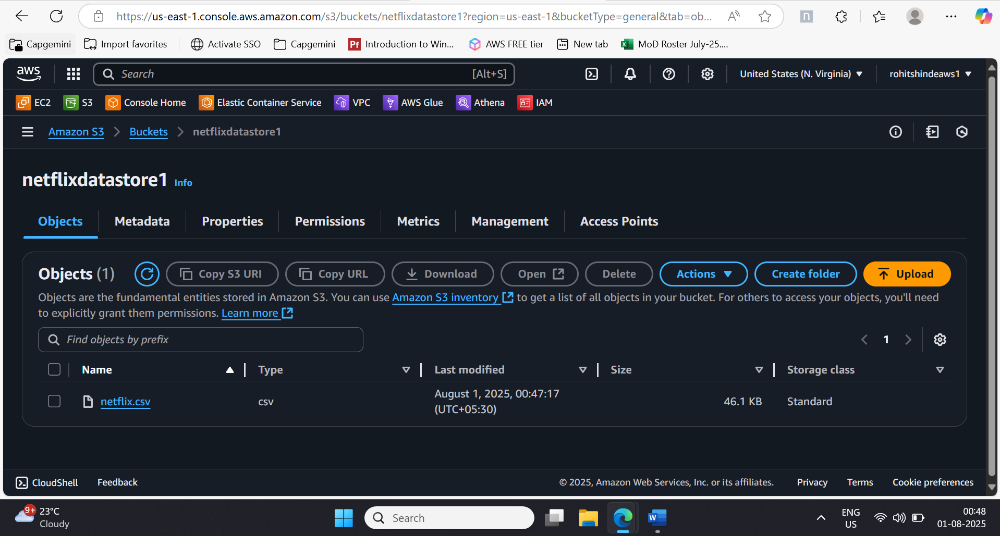 https://us-east-1.console.aws.amazon.com/s3/buckets/netflixdatastore1?region=us-east-1&bucketType=general&tab=ob...
Capgemini Import favorites Activate SSO Capgemini Pf Introduction to Win... AWS FREE tier New tab MoD Roster July-25....
aws Search [Alt+S] United States (N. Virginia) rohitshindeaws1
EC2 S3 Console Home Elastic Container Service VPC AWS Glue Athena IAM
Amazon S3 Buckets netflixdatastore1
netflixdatastore1 Info
Objects Metadata Properties Permissions Metrics Management Access Points
Objects (1) Copy S3 URI Copy URL Download Open Delete Actions Create folder Upload
Objects are the fundamental entities stored in Amazon S3. You can use Amazon S3 inventory to get a list of all objects in your bucket. For others to access your objects, you'll need
to explicitly grant them permissions. Learn more
Find objects by prefix 1
Name Type Last modified Size Storage class
netflix.csv csv August 1, 2025, 00:47:17 46.1 KB Standard
(UTC+05:30)
CloudShell Feedback © 2025, Amazon Web Services, Inc. or its affiliates. Privacy Terms Cookie preferences
9+ 23°C ENG 00:48
Cloudy Search W US 01-08-2025